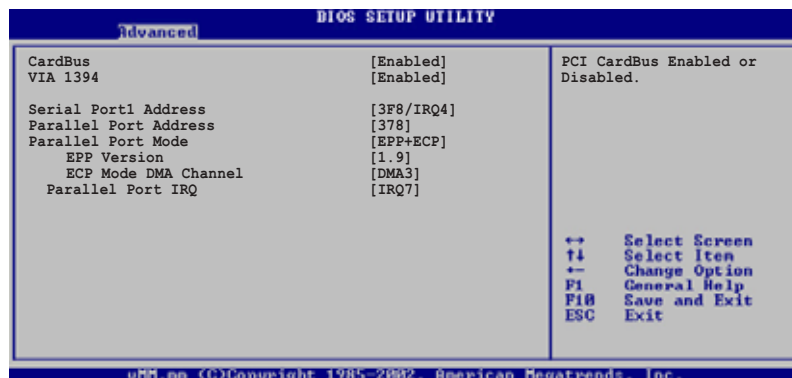 BIOS SETUP UTILITY
Advanced
CardBus [Enabled]
VIA 1394 [Enabled]
Serial Port1 Address [3F8/IRQ4]
Parallel Port Address [378]
Parallel Port Mode [EPP+ECP]
EPP Version [1.9]
ECP Mode DMA Channel [DMA3]
Parallel Port IRQ [IRQ7]
PCI CardBus Enabled or
Disabled.
↔ Select Screen
↑↓ Select Item
+- Change Option
F1 General Help
F10 Save and Exit
ESC Exit
(C)Copyright 1985-2002, American Megatrends, Inc.